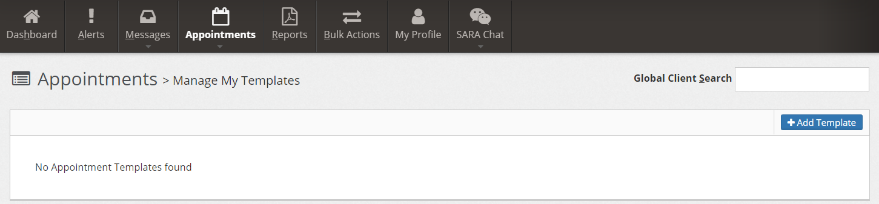 Dashboard Alerts Messages Appointments Reports Bulk Actions My Profile SARA Chat
Appointments > Manage My Templates Global Client Search
+ Add Template
No Appointment Templates found